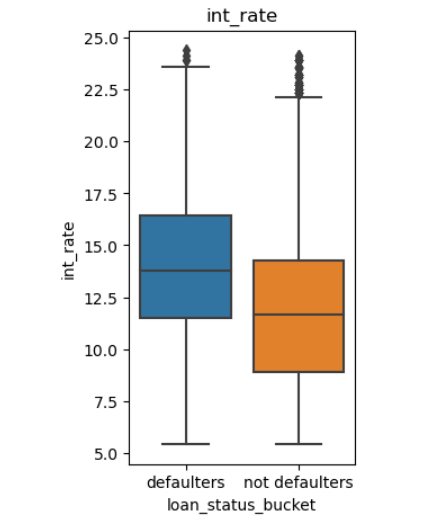 int_rate
25.0
22.5
20.0
17.5
15.0
12.5
10.0
7.5
5.0
int_rate
defaulters not defaulters
loan_status_bucket